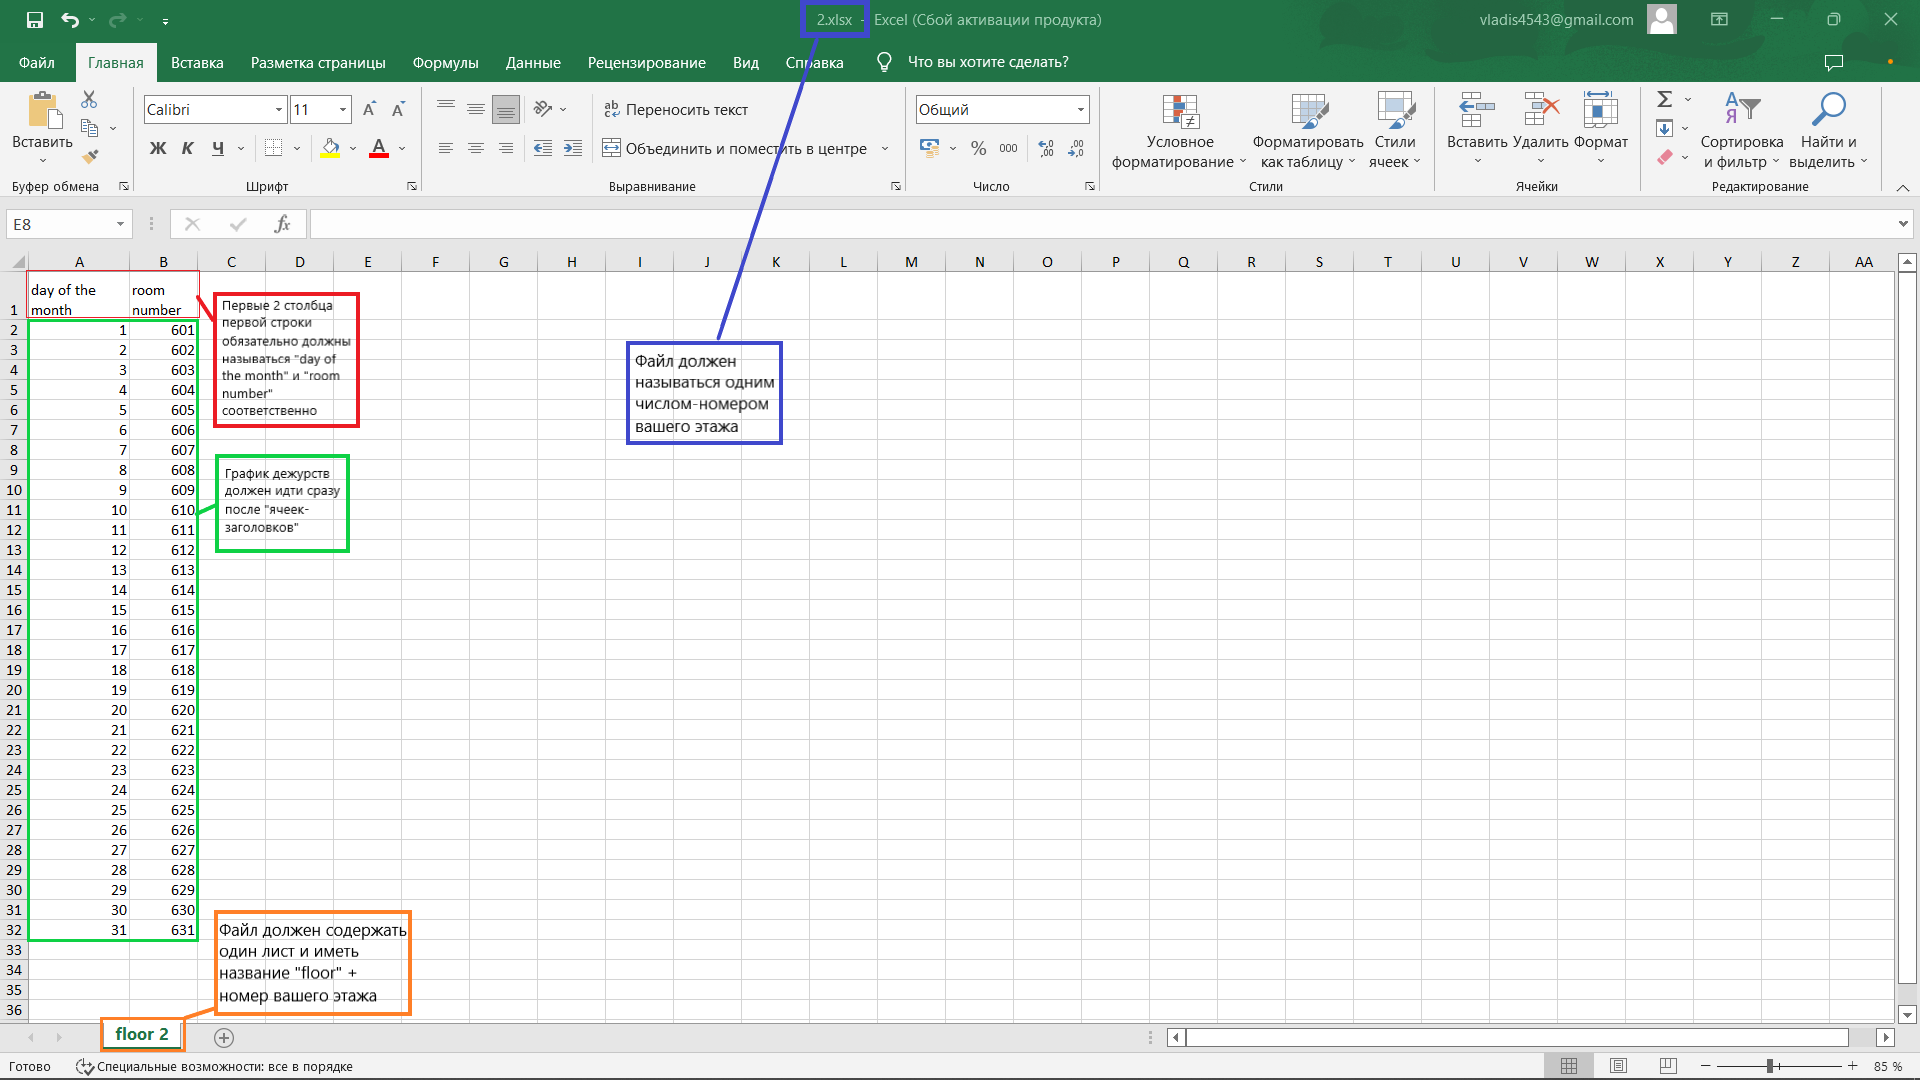 2.xlsx - Excel (Сбой активации продукта)
vladis4543@gmail.com
Файл Главная Вставка Разметка страницы Формулы Данные Рецензирование Вид Справка Что вы хотите сделать?
Вставить
Буфер обмена
Calibri 11
Ж К Ч А
Шрифт
Переносить текст
Объединить и поместить в центре
Выравнивание
Общий
% 000
Число
Условное форматирование
Форматировать как таблицу
Стили ячеек
Стили
Вставить Удалить Формат
Ячейки
Сортировка и фильтр
Найти и выделить
Редактирование
E8 fx
A B C D E F G H I J K L M N O P Q R S T U V W X Y Z AA
1 day of the month room number
2 1 601
3 2 602
4 3 603
5 4 604
6 5 605
7 6 606
8 7 607
9 8 608
10 9 609
11 10 610
12 11 611
13 12 612
14 13 613
15 14 614
16 15 615
17 16 616
18 17 617
19 18 618
20 19 619
21 20 620
22 21 621
23 22 622
24 23 623
25 24 624
26 25 625
27 26 626
28 27 627
29 28 628
30 29 629
31 30 630
32 31 631
33
34
35
36
Первые 2 столбца
первой строки
обязательно должны
называться "day of
the month" и "room
number"
соответственно
График дежурств
должен идти сразу
после "ячеек-
заголовков"
Файл должен
называться одним
числом-номером
вашего этажа
Файл должен содержать
один лист и иметь
название "floor" +
номер вашего этажа
floor 2
Готово Специальные возможности: все в порядке
85 %